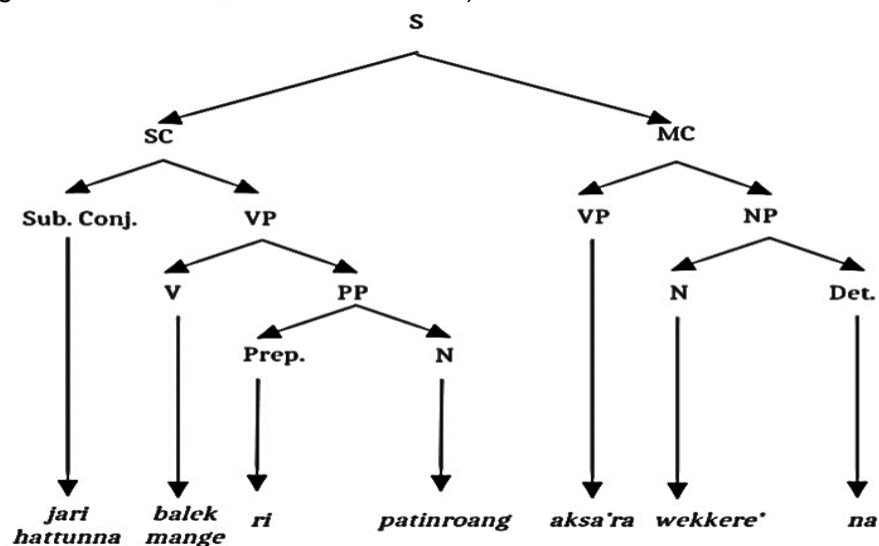 S
SC MC
Sub. Conj. VP VP NP
V PP N Det.
Prep. N
jari hattunna balek mange ri patinroang aksa'ra wekkere' na